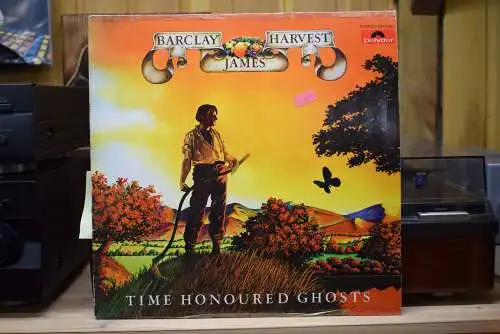 BARCLAY HARVEST
JAMES
Polydor
TIME HONOURED GHOSTS